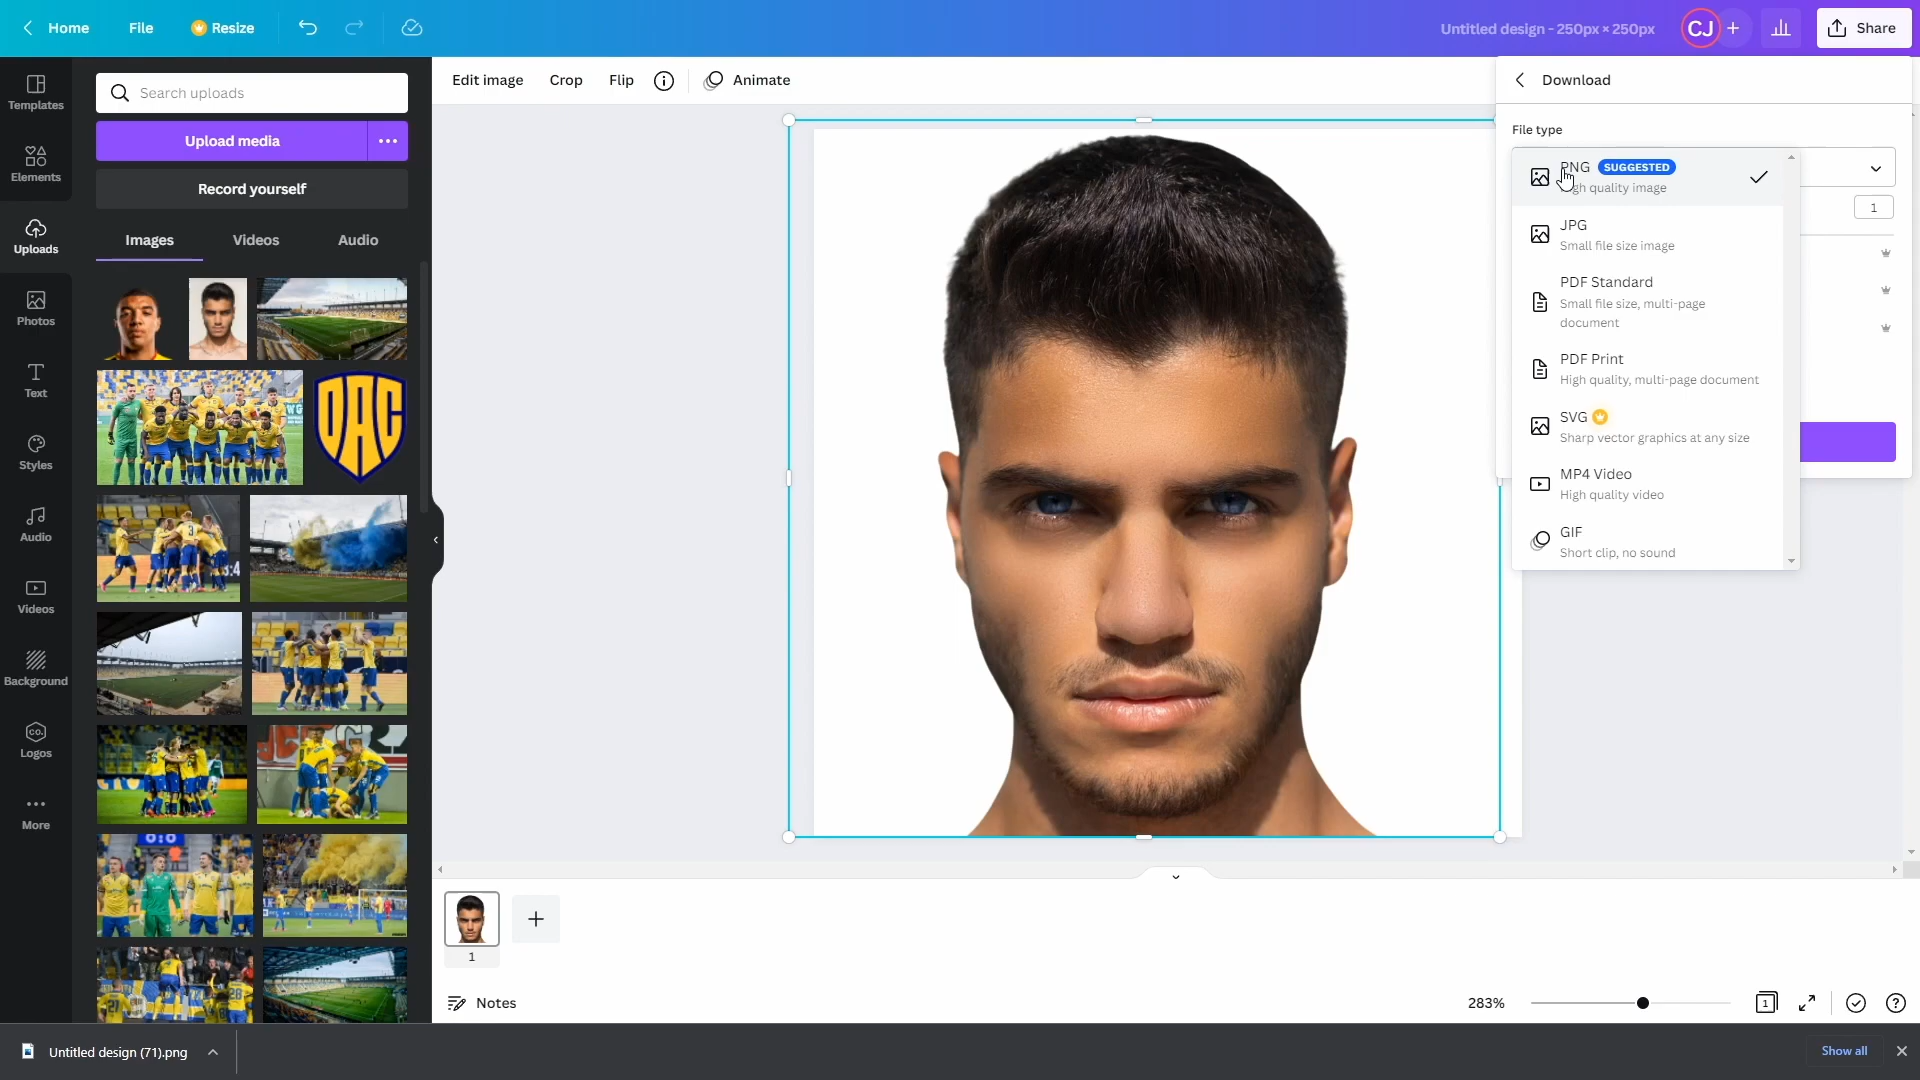 Home
File
Resize
Untitled design - 250px × 250px
CJ
Share
Templates
Elements
Uploads
Photos
Text
Styles
Audio
Videos
Background
CO.
Logos
More
Search uploads
Upload media
Record yourself
Images
Videos
Audio
DAC
Edit image
Crop
Flip
Animate
Download
File type
PNG SUGGESTED
High quality image
1
JPG
Small file size image
PDF Standard
Small file size, multi-page
document
PDF Print
High quality, multi-page document
SVG
Sharp vector graphics at any size
MP4 Video
High quality video
GIF
Short clip, no sound
1
Notes
283%
1
Untitled design (71).png
Show all